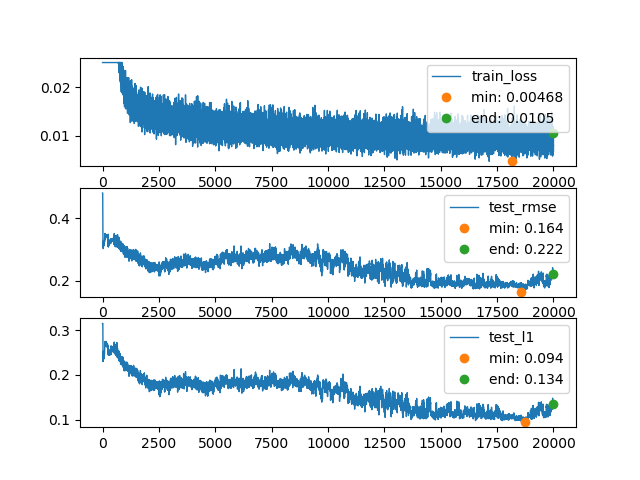 0.02
0.01
train_loss
min: 0.00468
end: 0.0105
0 2500 5000 7500 10000 12500 15000 17500 20000
0.4
0.2
test_rmse
min: 0.164
end: 0.222
0 2500 5000 7500 10000 12500 15000 17500 20000
0.3
0.2
0.1
test_l1
min: 0.094
end: 0.134
0 2500 5000 7500 10000 12500 15000 17500 20000